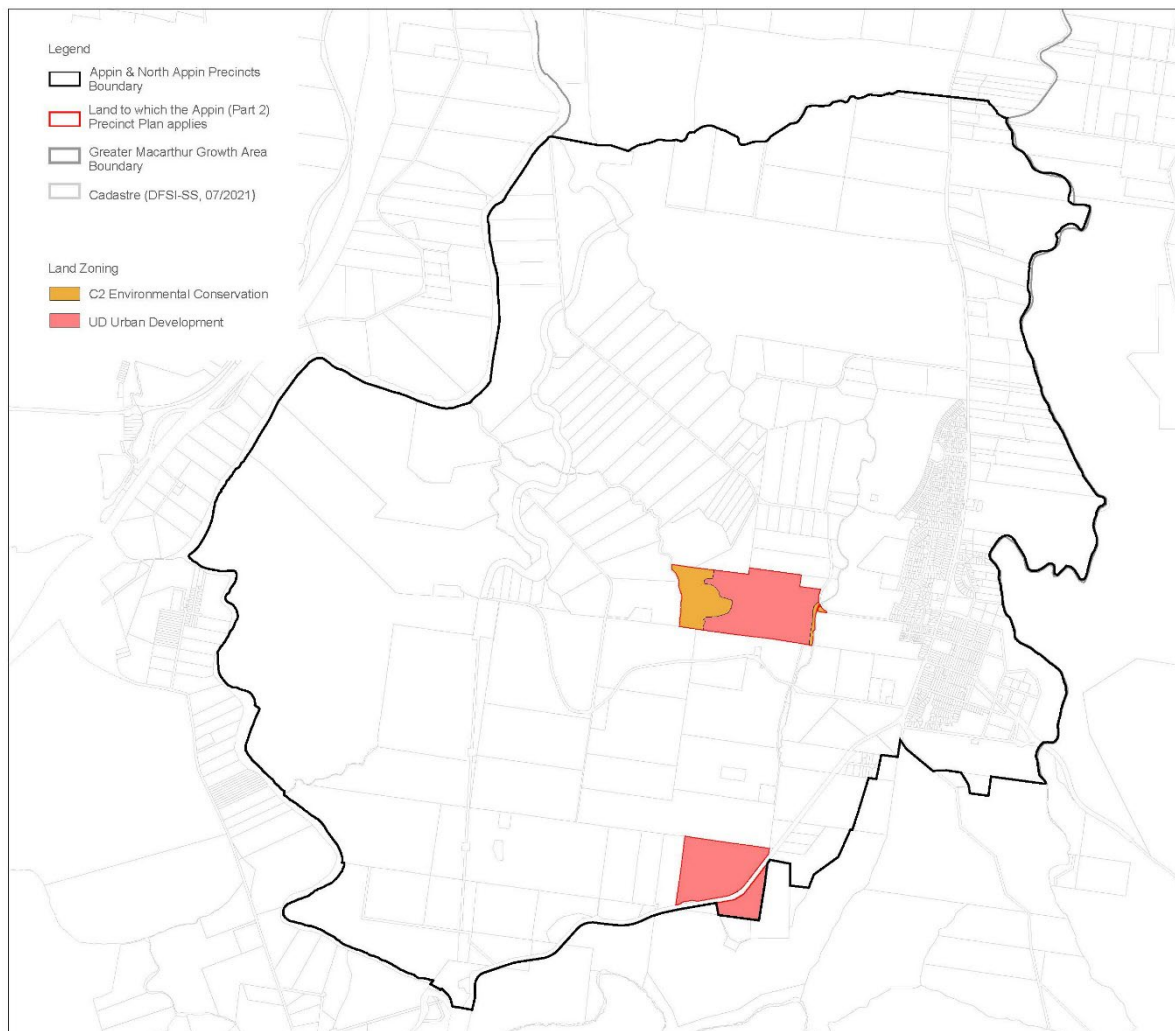 Legend
Appin & North Appin Precincts
Boundary
Land to which the Appin (Part 2)
Precinct Plan applies
Greater Macarthur Growth Area
Boundary
Cadastre (DFSI-SS, 07/2021)
Land Zoning
C2 Environmental Conservation
UD Urban Development